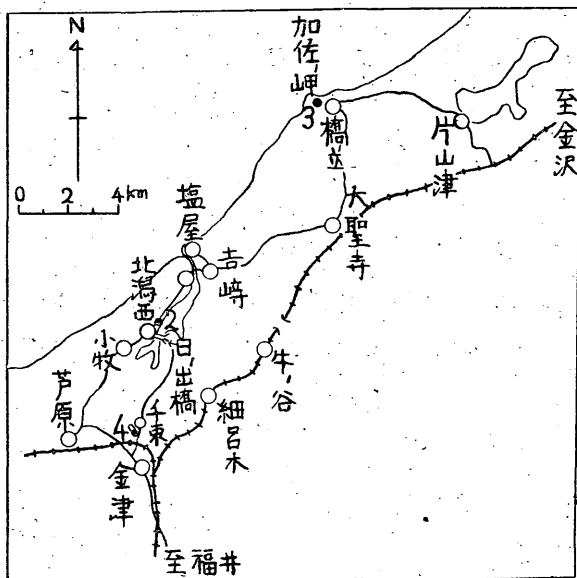 N
0 2 4km
加佐岬
3
橋立
片山津
至金沢
大聖寺
塩屋
吉崎
北潟西
2
日ノ出橋
小牧
牛ノ谷
細呂木
芦原
4
千束
金津
至福井